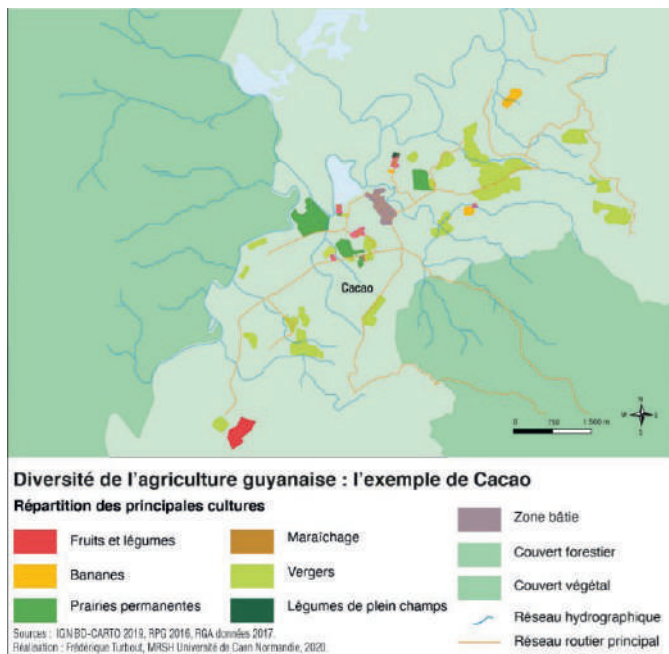 Cacao
N
W E
S
0 750 1 500 m
Diversité de l'agriculture guyanaise : l'exemple de Cacao
Répartition des principales cultures
Fruits et légumes
Bananes
Prairies permanentes
Maraîchage
Vergers
Légumes de plein champs
Zone bâtie
Couvert forestier
Couvert végétal
Réseau hydrographique
Réseau routier principal
Sources : IGN BD-CARTO 2019, RPG 2016, RGA données 2017.
Réalisation : Frédérique Turbout, MRSH Université de Caen Normandie, 2020.